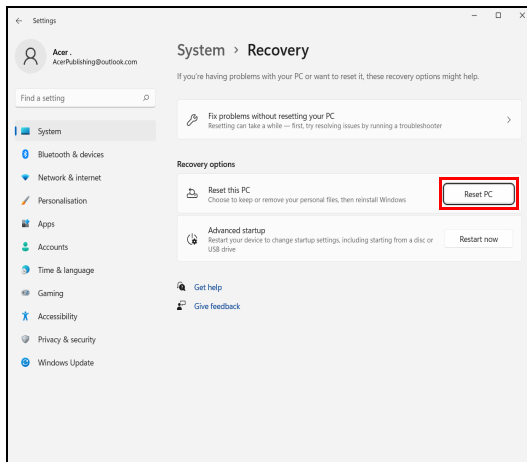 Settings
Acer .
AcerPublishing@outlook.com
Find a setting
System
Bluetooth & devices
Network & internet
Personalisation
Apps
Accounts
Time & language
Gaming
Accessibility
Privacy & security
Windows Update
System > Recovery
If you're having problems with your PC or want to reset it, these recovery options might help.
Fix problems without resetting your PC
Resetting can take a while — first, try resolving issues by running a troubleshooter
Recovery options
Reset this PC
Choose to keep or remove your personal files, then reinstall Windows
Reset PC
Advanced startup
Restart your device to change startup settings, including starting from a disc or
USB drive
Restart now
Get help
Give feedback